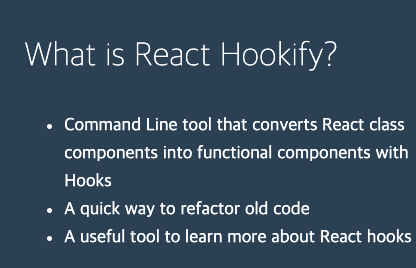 What is React Hookify?
• Command Line tool that converts React class
components into functional components with
Hooks
• A quick way to refactor old code
• A useful tool to learn more about React hooks